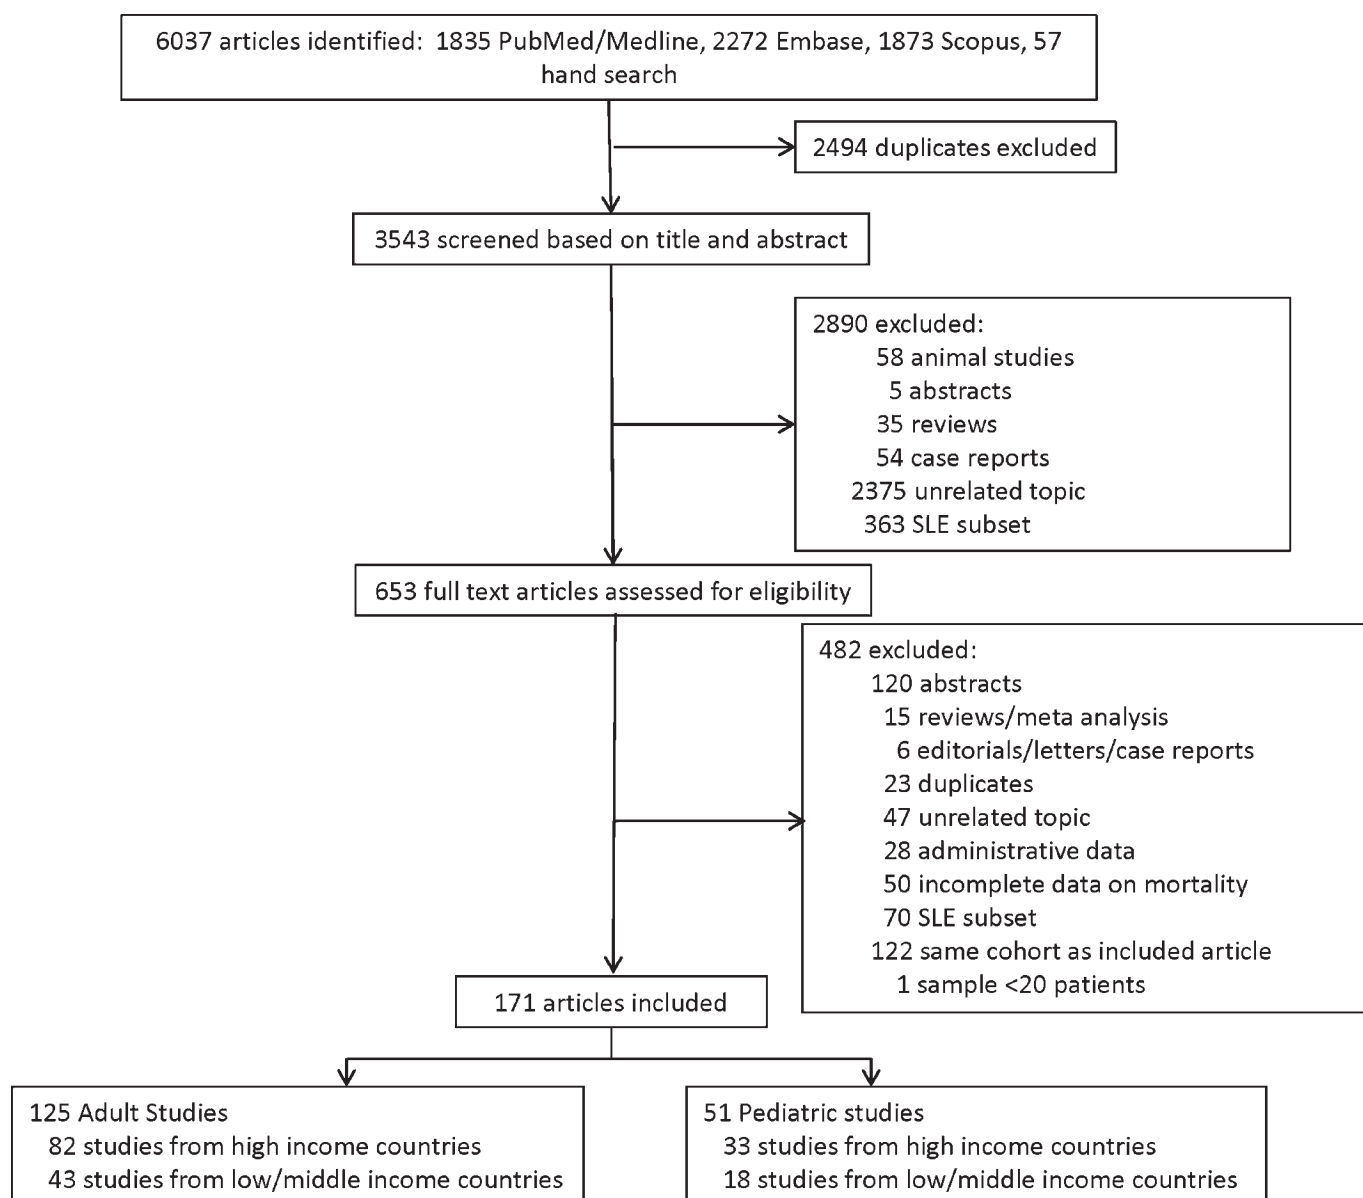 6037 articles identified:  1835 PubMed/Medline, 2272 Embase, 1873 Scopus, 57
hand search
2494 duplicates excluded
3543 screened based on title and abstract
2890 excluded:
58 animal studies
5 abstracts
35 reviews
54 case reports
2375 unrelated topic
363 SLE subset
653 full text articles assessed for eligibility
482 excluded:
120 abstracts
15 reviews/meta analysis
6 editorials/letters/case reports
23 duplicates
47 unrelated topic
28 administrative data
50 incomplete data on mortality
70 SLE subset
122 same cohort as included article
1 sample <20 patients
171 articles included
125 Adult Studies
82 studies from high income countries
43 studies from low/middle income countries
51 Pediatric studies
33 studies from high income countries
18 studies from low/middle income countries